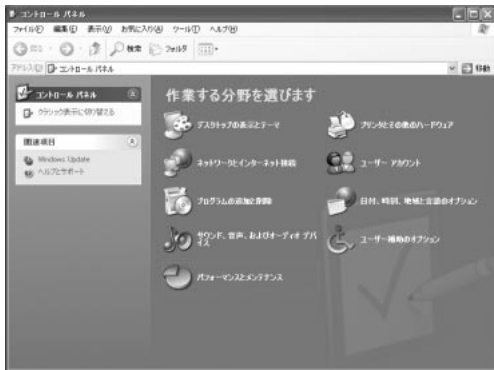 コントロール パネル
ファイル(F) 編集(E) 表示(V) お気に入り(A) ツール(T) ヘルプ(H)
戻る 検索 フォルダ
アドレス(D) コントロール パネル 移動
コントロール パネル
クラシック表示に切り替える
関連項目
Windows Update
ヘルプとサポート
作業する分野を選びます
デスクトップの表示とテーマ
プリンタとその他のハードウェア
ネットワークとインターネット接続
ユーザー アカウント
プログラムの追加と削除
日付、時刻、地域と言語のオプション
サウンド、音声、およびオーディオ デバ
イス
ユーザー補助のオプション
パフォーマンスとメンテナンス